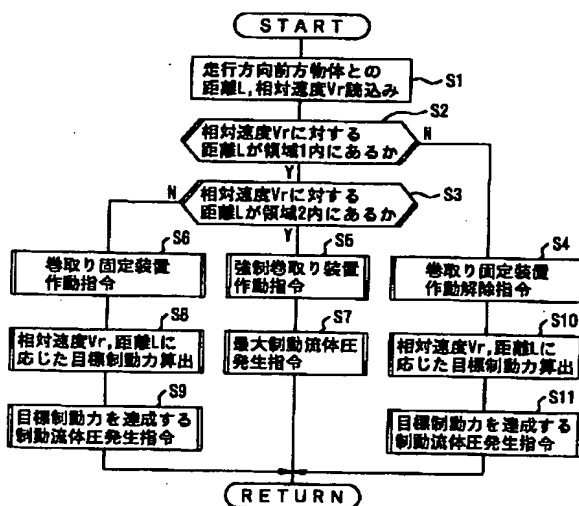 START
走行方向前方物体との
距離L,相対速度Vr読込み
S1
S2
相対速度Vrに対する
距離Lが領域1内にあるか
N
Y
S3
相対速度Vrに対する
距離Lが領域2内にあるか
N
Y
S6
巻取り固定装置
作動指令
S5
強制巻取り装置
作動指令
S4
巻取り固定装置
作動解除指令
S8
相対速度Vr,距離Lに
応じた目標制動力算出
S7
最大制動流体圧
発生指令
S10
相対速度Vr,距離Lに
応じた目標制動力算出
S9
目標制動力を達成する
制動流体圧発生指令
S11
目標制動力を達成する
制動流体圧発生指令
RETURN